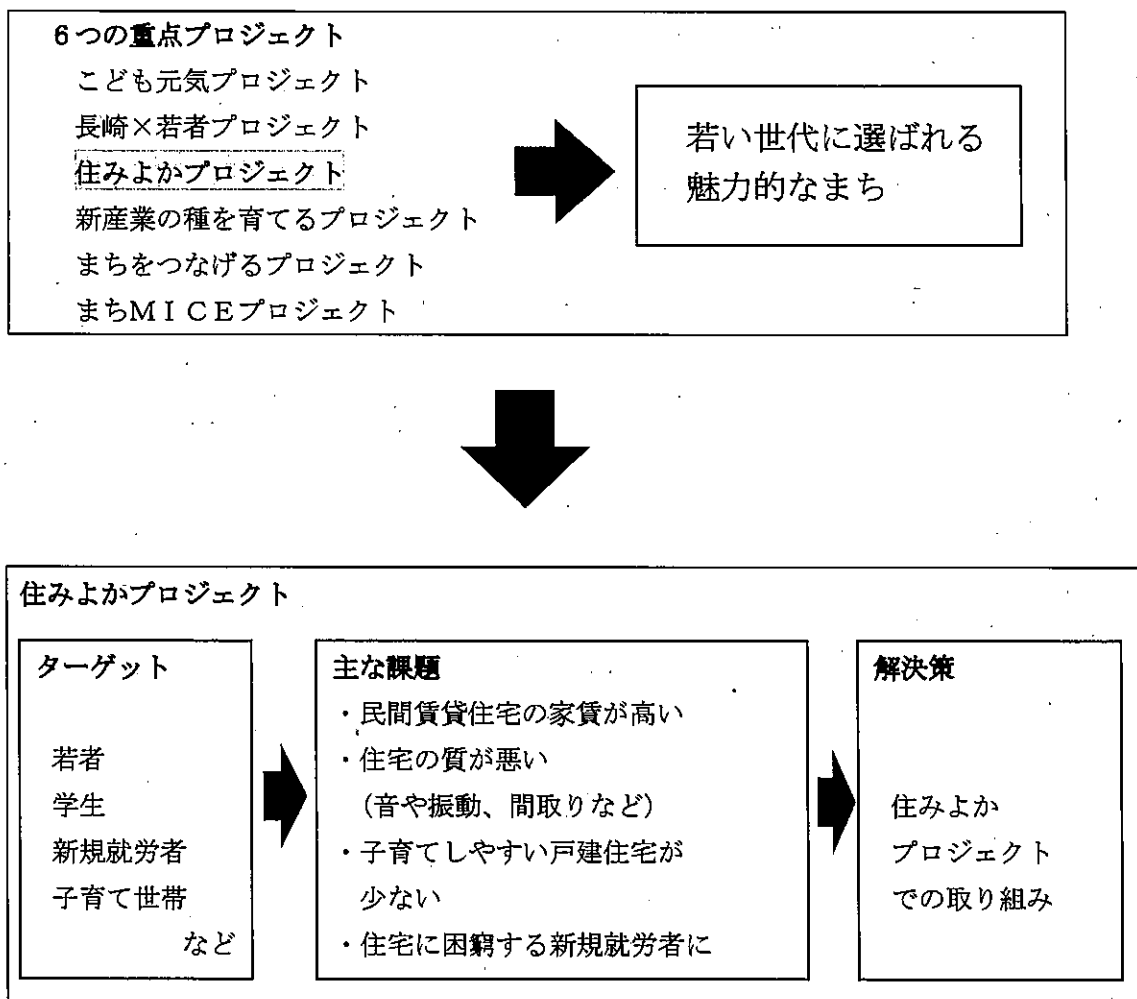 6つの重点プロジェクト
こども元気プロジェクト
長崎×若者プロジェクト
住みよかプロジェクト
新産業の種を育てるプロジェクト
まちをつなげるプロジェクト
まちMICEプロジェクト
若い世代に選ばれる
魅力的なまち
住みよかプロジェクト
ターゲット
若者
学生
新規就労者
子育て世帯
など
主な課題
・民間賃貸住宅の家賃が高い
・住宅の質が悪い
（音や振動、間取りなど）
・子育てしやすい戸建住宅が
少ない
・住宅に困窮する新規就労者に
解決策
住みよか
プロジェクト
での取り組み